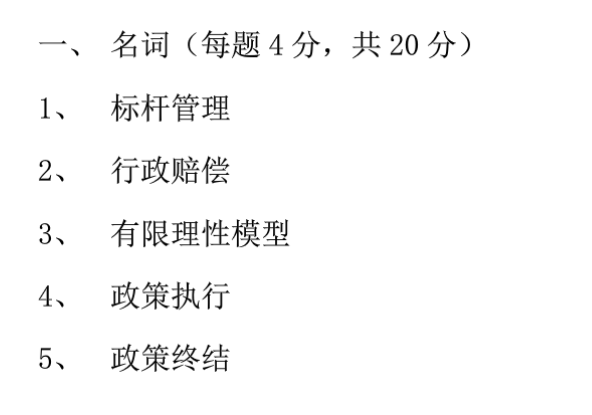 一、 名词（每题 4 分，共 20 分）
1、 标杆管理
2、 行政赔偿
3、 有限理性模型
4、 政策执行
5、 政策终结